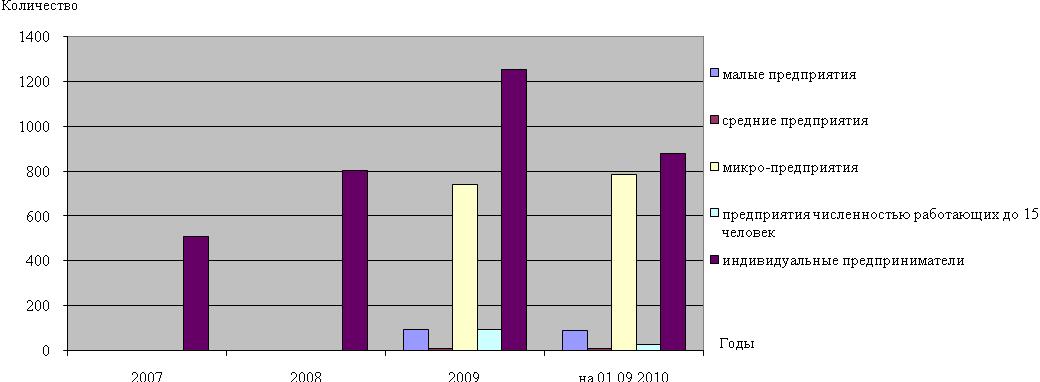 Количество
1400
1200
1000
800
600
400
200
0
2007 2008 2009 на 01.09.2010
Годы
малые предприятия
средние предприятия
микро-предприятия
предприятия численностью работающих до 15
человек
индивидуальные предприниматели